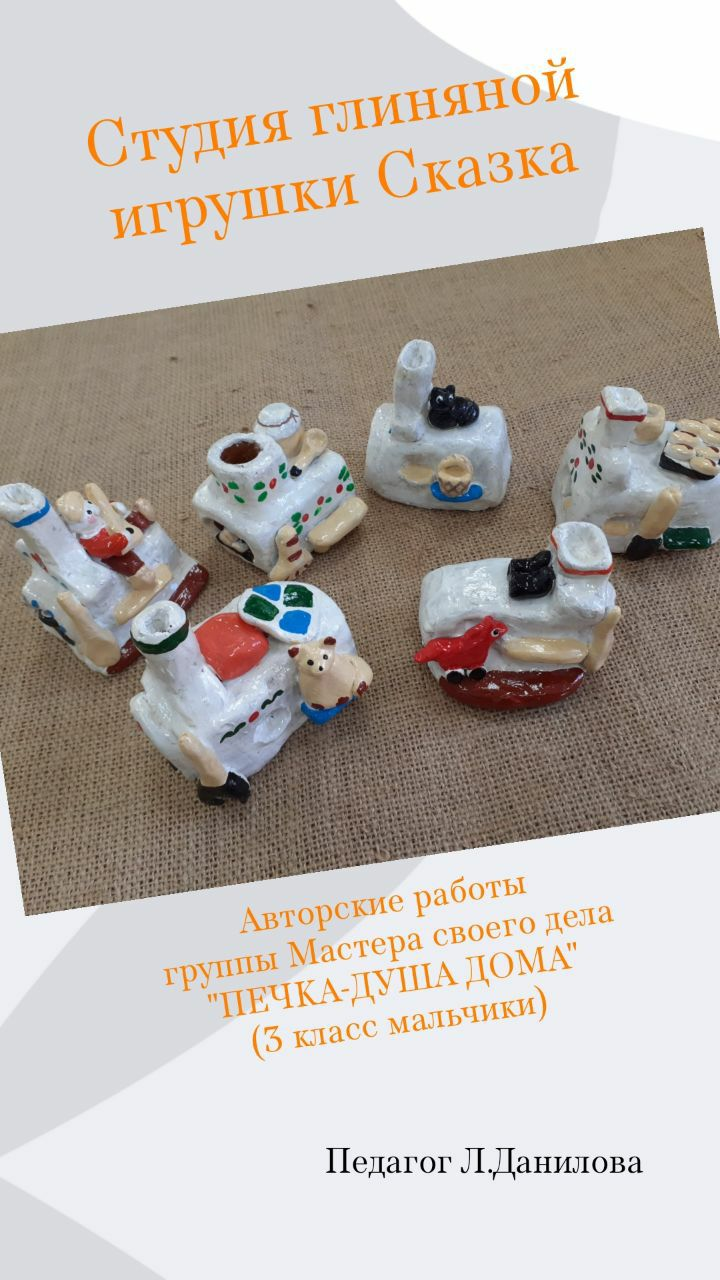 Студия глиняной
игрушки Сказка
Авторские работы
группы Мастера своего дела
"ПЕЧКА-ДУША ДОМА"
(3 класс мальчики)
Педагог Л.Данилова